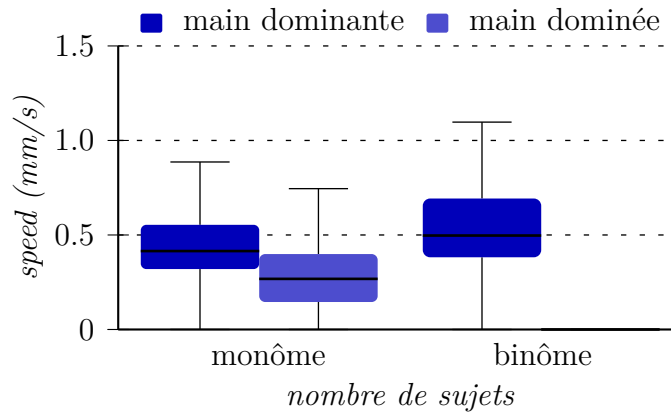 main dominante main dominée
1.5
1.0
0.5
0
speed (mm/s)
monôme binôme
nombre de sujets